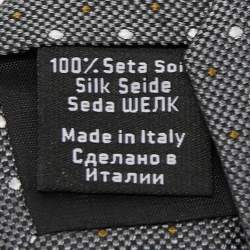 100% Seta Soi
Silk Seide
Seda ШЕЛК
Made in Italy
Сделано в
Италии